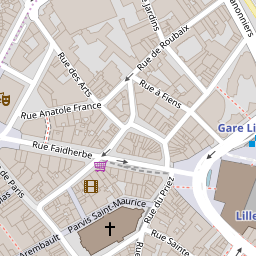 s Jardins
anonniers
Rue de Roubaix
Rue des Arts
Rue à Fiens
Rue Anatole France
Gare Li
Rue Faidherbe
de Paris
Rue du Priez
Parvis Saint-Maurice
Lille
Arembault
Rue Sainte